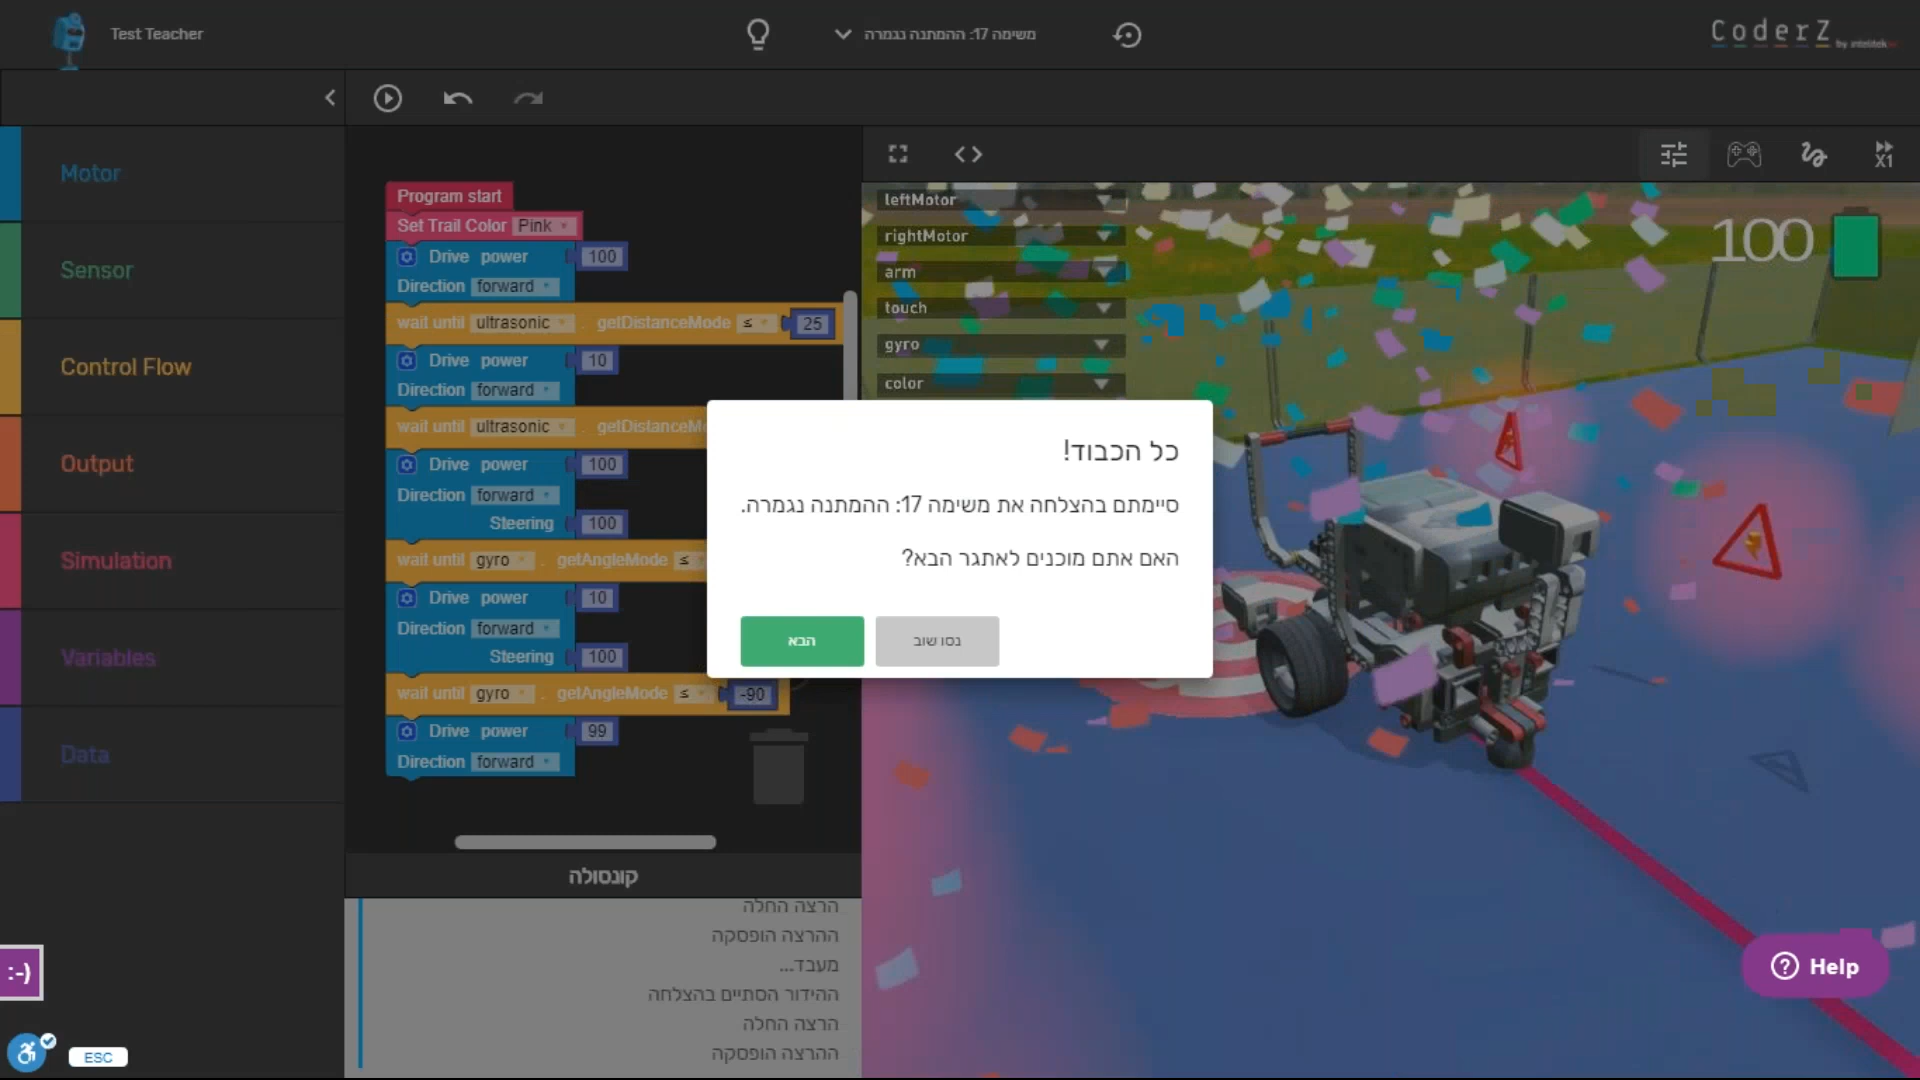 Test Teacher
משימה 17: ההמתנה נגמרה
CoderZ
by intelitek
Motor
Sensor
Control Flow
Output
Simulation
Variables
Data
Program start
Set Trail Color Pink
Drive power 100
Direction forward
wait until ultrasonic . getDistanceMode ≤ 25
Drive power 10
Direction forward
wait until ultrasonic . getDistanceMo
Drive power 100
Direction forward
Steering 100
wait until gyro . getAngleMode ≤
Drive power 10
Direction forward
Steering 100
wait until gyro . getAngleMode ≤ -90
Drive power 99
Direction forward
קונסולה
הרצה החלה
ההרצה הופסקה
מעבד...
ההידור הסתיים בהצלחה
הרצה החלה
ההרצה הופסקה
X1
leftMotor
rightMotor
arm
touch
gyro
color
100
כל הכבוד!
סיימתם בהצלחה את משימה 17: ההמתנה נגמרה.
האם אתם מוכנים לאתגר הבא?
נסו שוב
הבא
:-)
ESC
Help